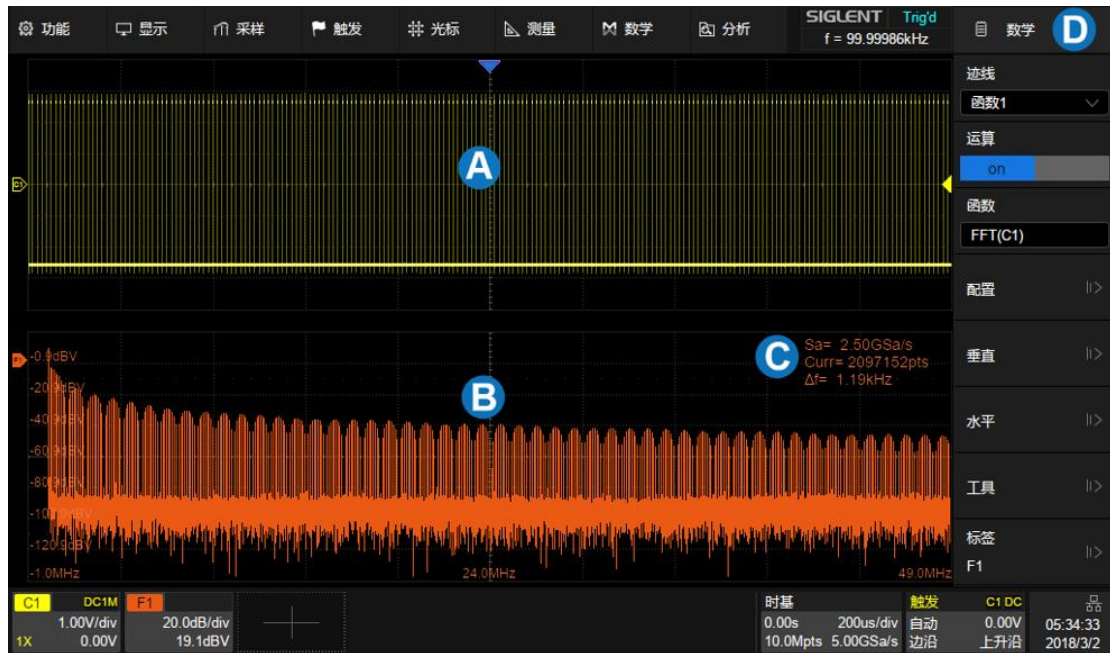 功能 显示 采样 触发 光标 测量 数学 分析
SIGLENT Trig'd
f = 99.99986kHz
数学 D
迹线
函数1
运算
on
函数
FFT(C1)
配置
垂直
水平
工具
标签
F1
A
C1
B
C
Sa= 2.50GSa/s
Curr= 2097152pts
Δf= 1.19kHz
F1
-0.9dBV
-20.9dBV
-40.9dBV
-60.9dBV
-80.9dBV
-120.9dBV
-1.0MHz 24.0MHz 49.0MHz
C1 DC1M
1.00V/div
1X 0.00V
F1
20.0dB/div
19.1dBV
时基
0.00s 200us/div
10.0Mpts 5.00GSa/s
触发 C1 DC
自动 0.00V
边沿 上升沿
05:34:33
2018/3/2